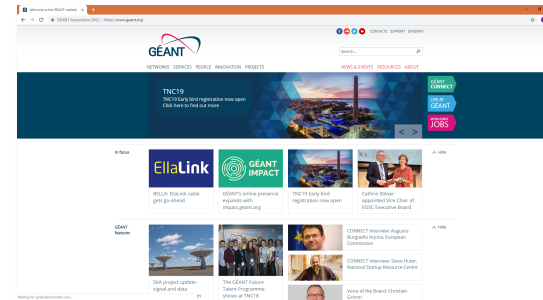 Welcome to the GÉANT website
GÉANT Association [NL] | https://www.geant.org
CONTACTS SUPPORT GATEWAY
GÉANT
Search...
NETWORKS SERVICES PEOPLE INNOVATION PROJECTS
NEWS & EVENTS RESOURCES ABOUT
TNC19
TNC19 Early bird registration now open
Click here to find out more
GÉANT
CONNECT
LIFE AT
GÉANT
JOBS
< >
In focus
Hide
EllaLink
GÉANT
IMPACT
BELLA: EllaLink cable
gets go-ahead
GÉANT's online presence
expands with
impact.geant.org
TNC19 Early bird
registration now open
Cathrin Stöver
appointed Vice Chair of
EOSC Executive Board
GÉANT
features
Hide
SKA project update -
signal and data
The GÉANT Future
Talent Programme
shines at TNC18
CONNECT Interview: Augusto
Burgueño Arjona, European
Commission
CONNECT Interview: Steve Huter,
National Startup Resource Centre
Voice of the Board: Christian
Grimm